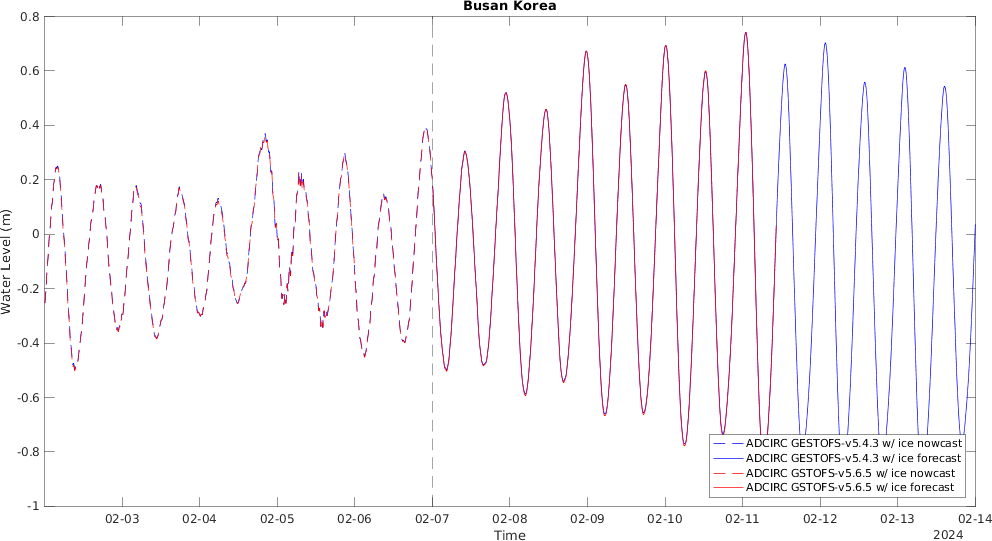 Busan Korea
0.8
0.6
0.4
0.2
0
-0.2
-0.4
-0.6
-0.8
-1
Water Level (m)
ADCIRC GESTOFS-v5.4.3 w/ ice nowcast
ADCIRC GESTOFS-v5.4.3 w/ ice forecast
ADCIRC GSTOFS-v5.6.5 w/ ice nowcast
ADCIRC GSTOFS-v5.6.5 w/ ice forecast
02-03 02-04 02-05 02-06 02-07 02-08 02-09 02-10 02-11 02-12 02-13 02-14
Time
2024